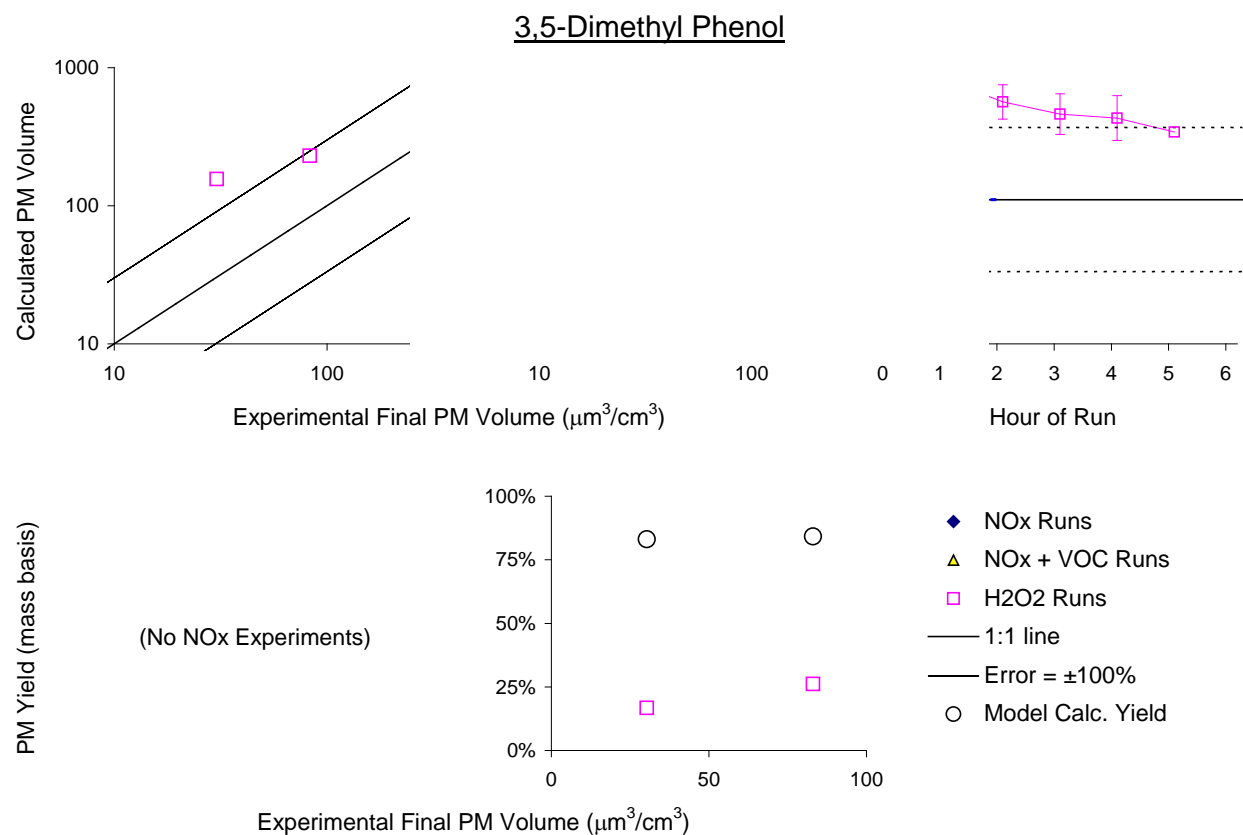 3,5-Dimethyl Phenol
Calculated PM Volume
1000
100
10
10 100 10 100 0 1 2 3 4 5 6
Experimental Final PM Volume (μm³/cm³)
Hour of Run
PM Yield (mass basis)
(No NOx Experiments)
100%
75%
50%
25%
0%
0 50 100
Experimental Final PM Volume (μm³/cm³)
NOx Runs
NOx + VOC Runs
H2O2 Runs
1:1 line
Error = ±100%
Model Calc. Yield